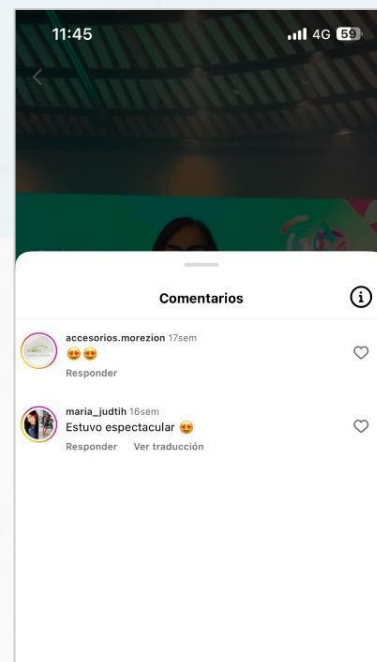 11:45
4G 59
Comentarios
accesorios.morezion 17sem
😍😍
Responder
maria_judtih 16sem
Estuvo espectacular 😍
Responder Ver traducción